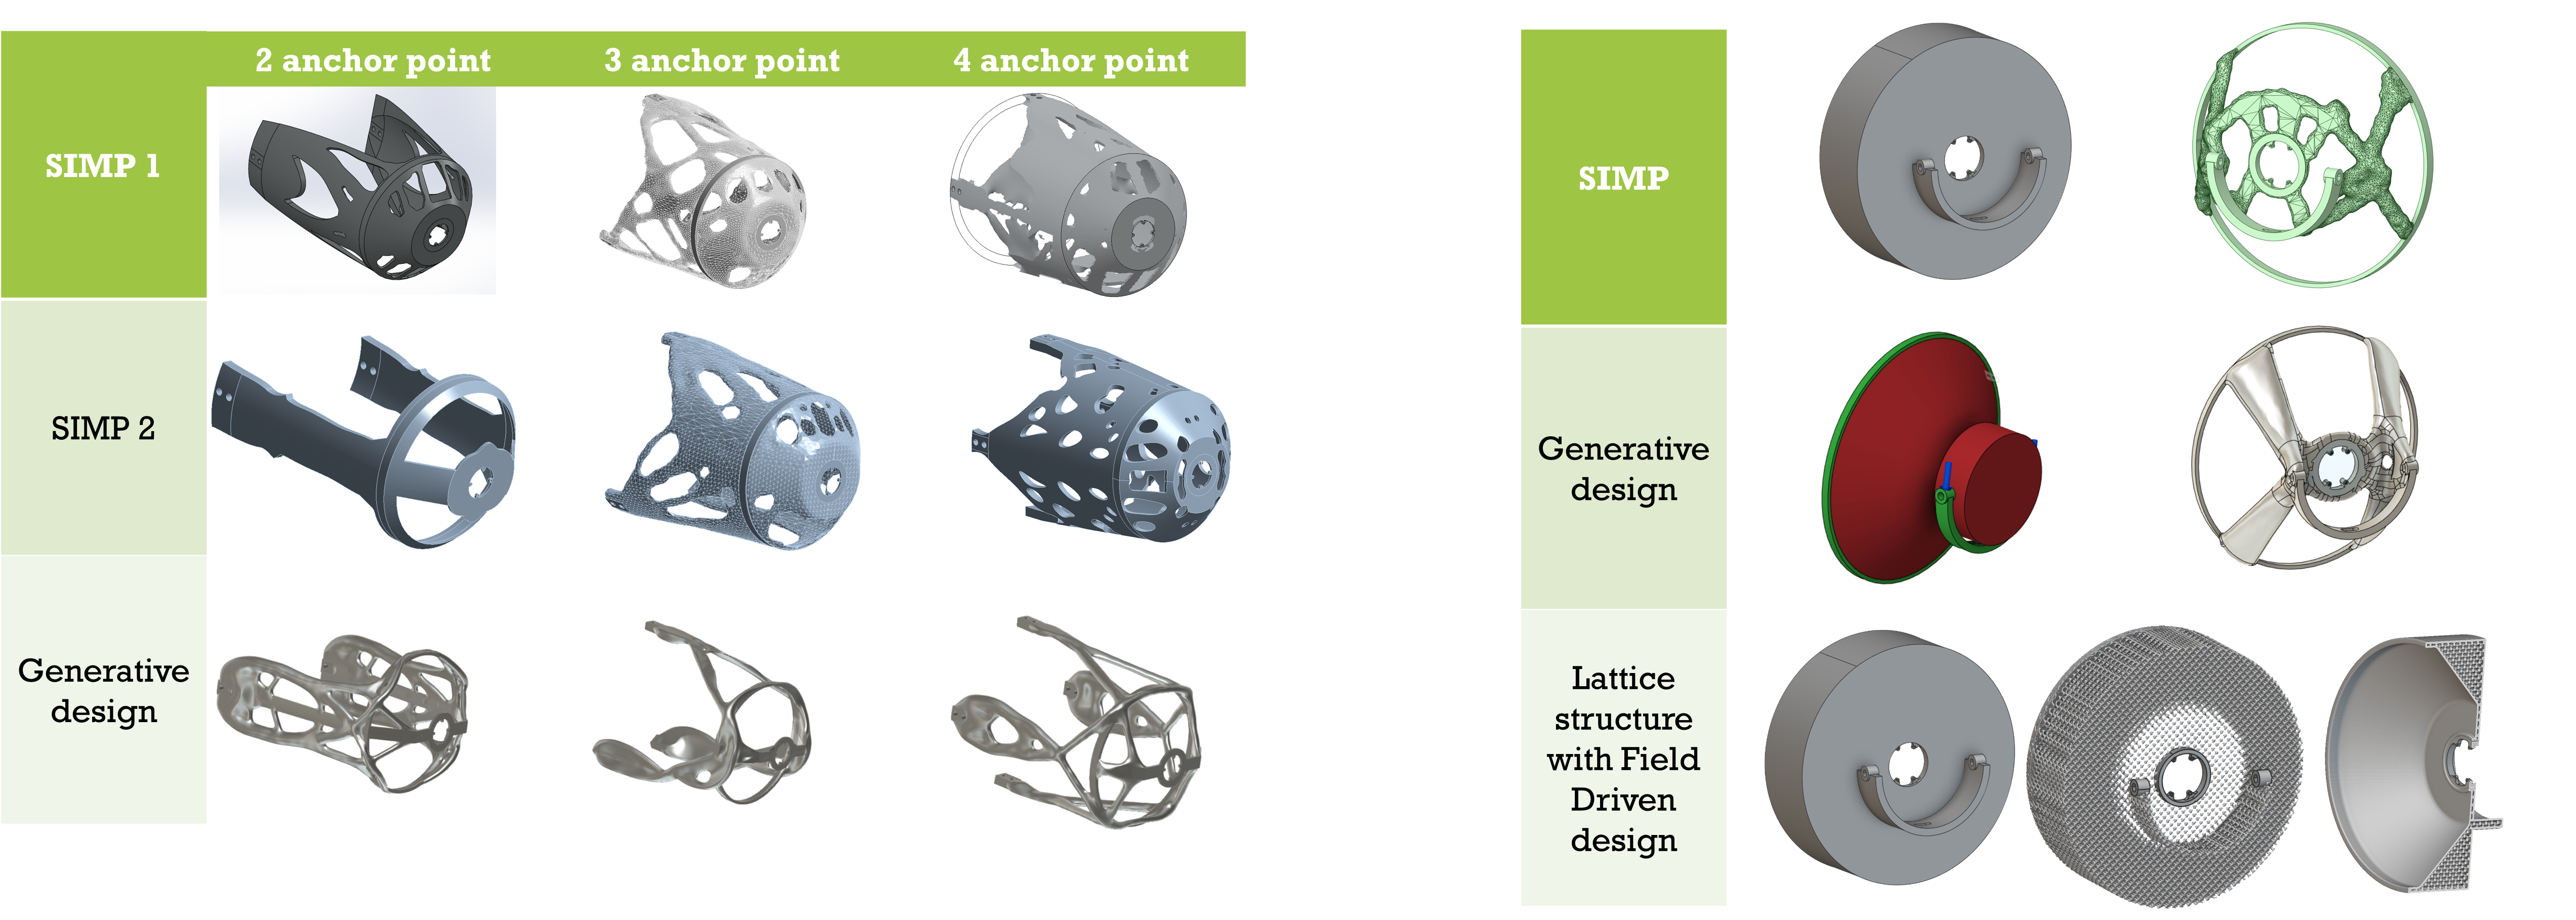 2 anchor point
3 anchor point
4 anchor point
SIMP 1
SIMP 2
Generative
design
SIMP
Generative
design
Lattice
structure
with Field
Driven
design